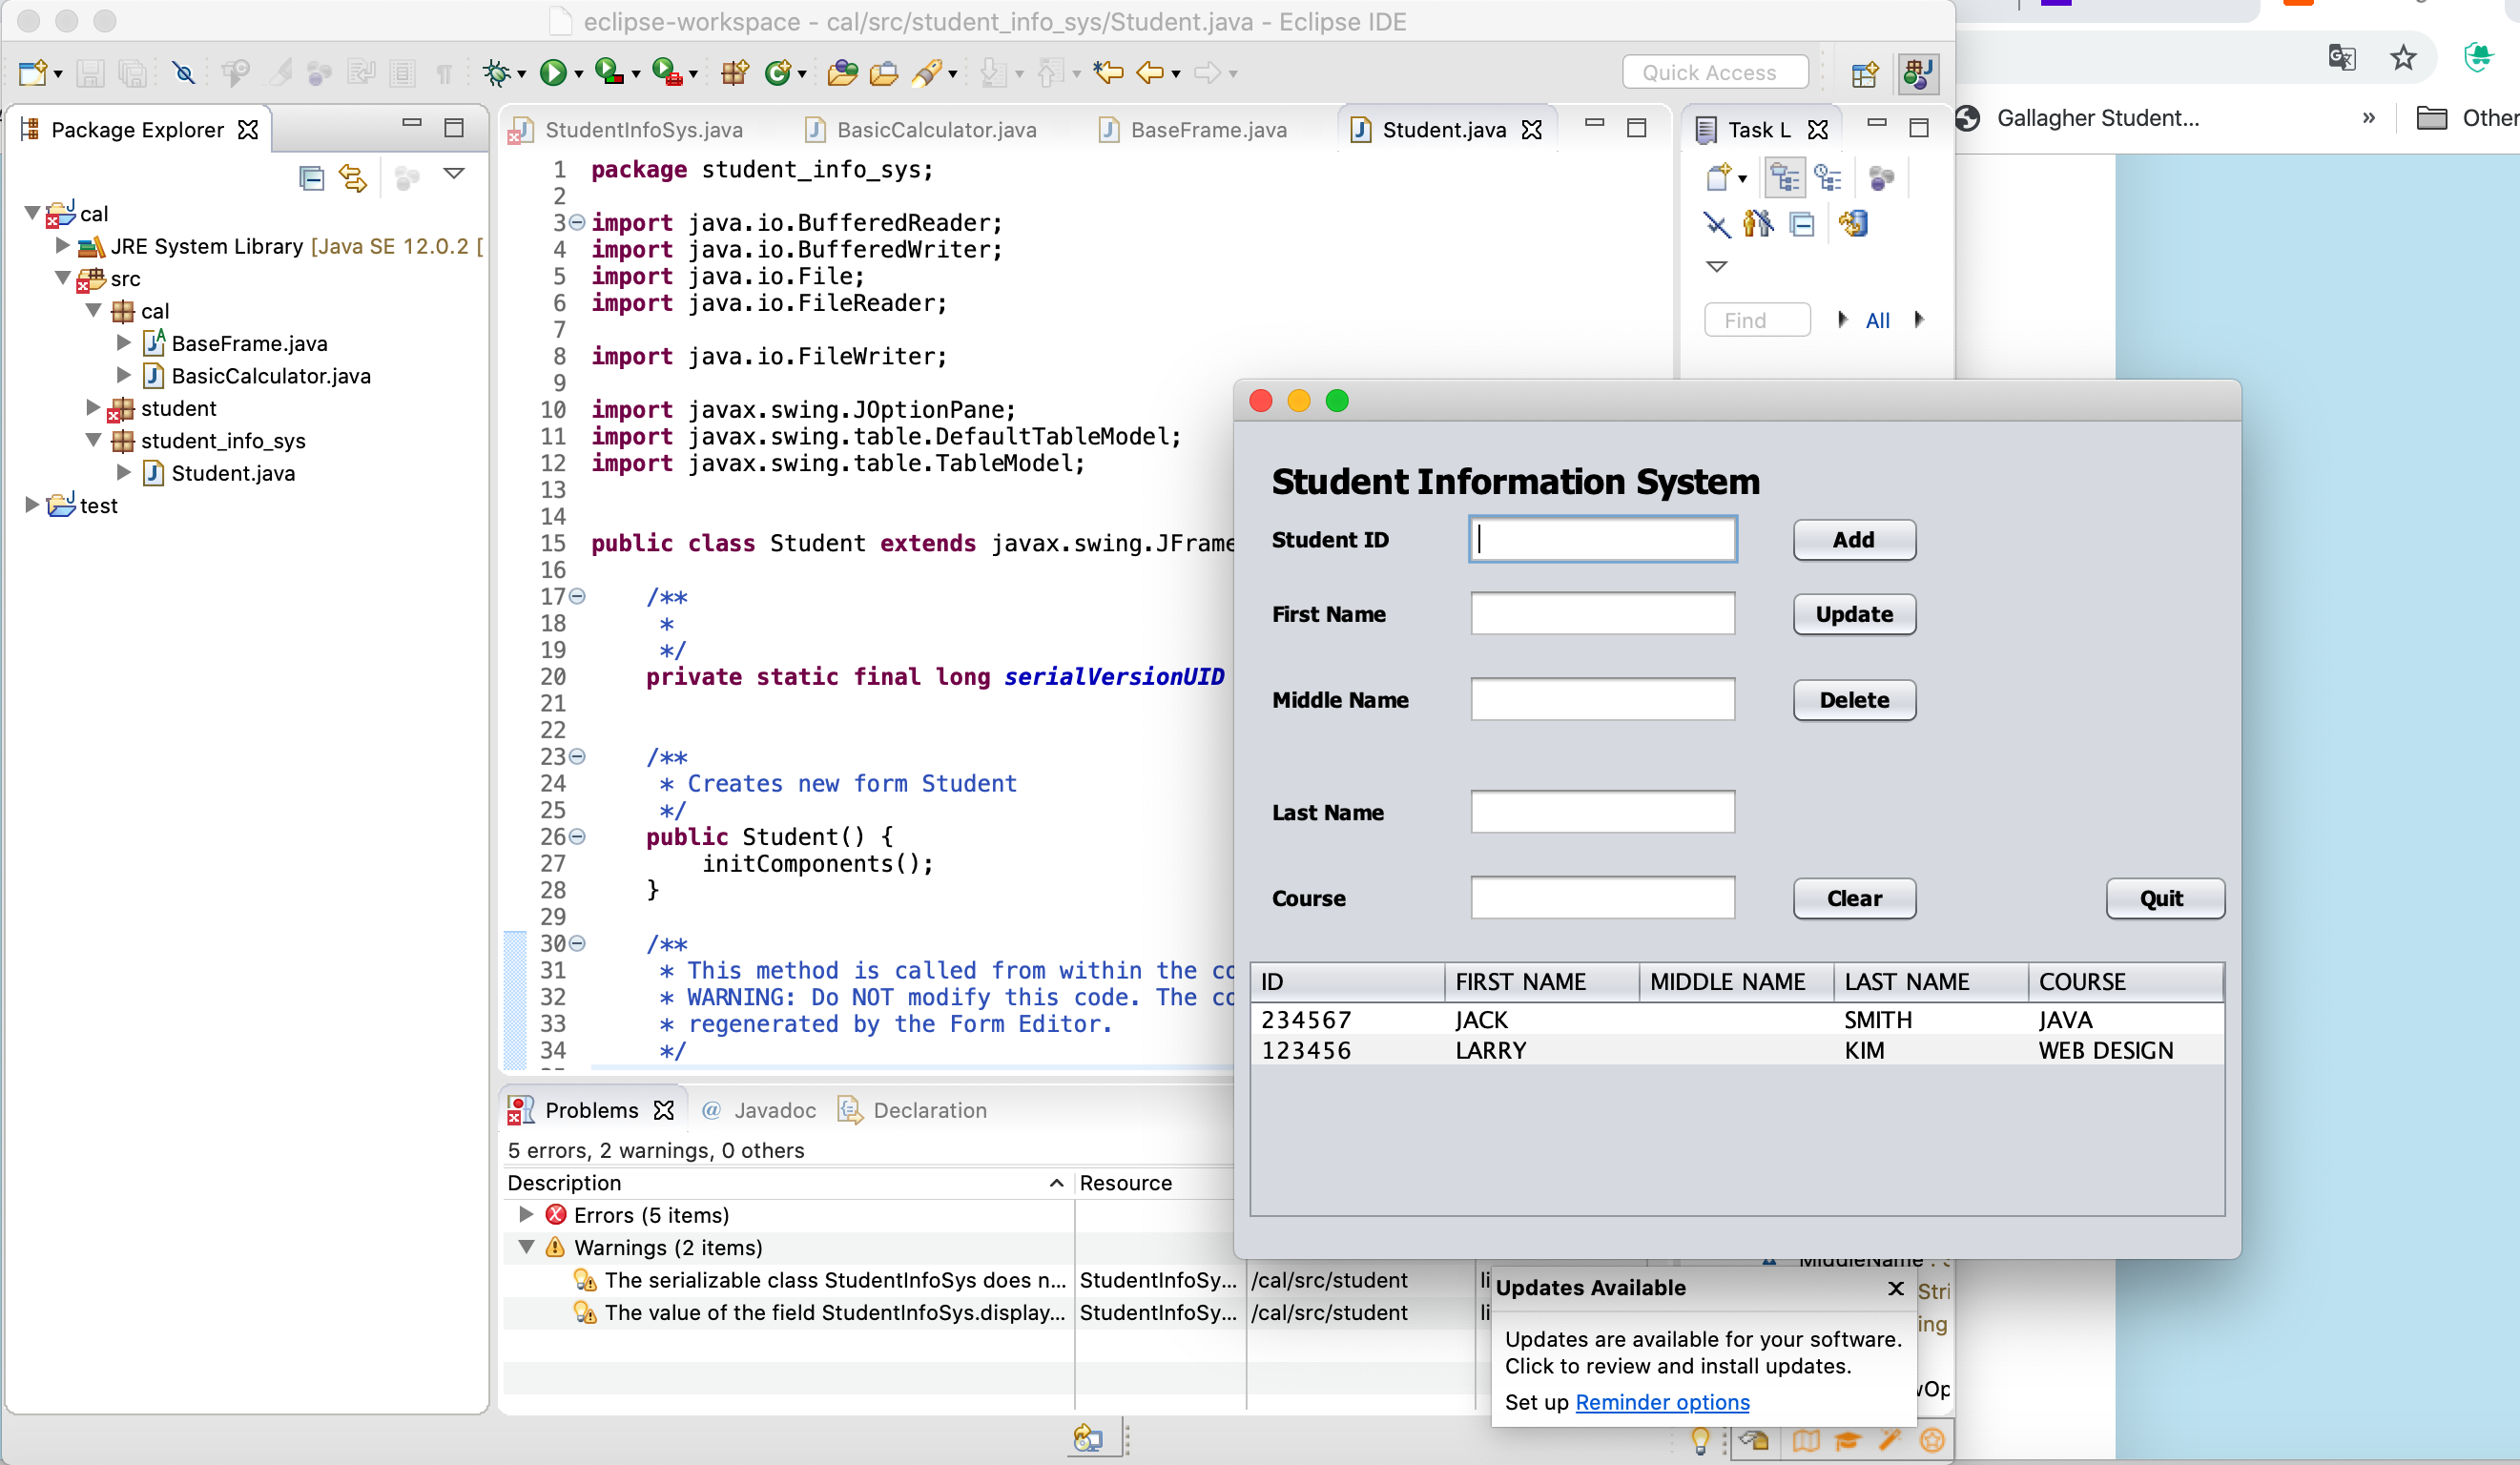 eclipse-workspace - cal/src/student_info_sys/Student.java - Eclipse IDE
Quick Access
Gallagher Student...
»
Other
Package Explorer
cal
JRE System Library [Java SE 12.0.2 [
src
cal
BaseFrame.java
BasicCalculator.java
student
student_info_sys
Student.java
test
StudentInfoSys.java
BasicCalculator.java
BaseFrame.java
Student.java
1 package student_info_sys;
2
3 import java.io.BufferedReader;
4 import java.io.BufferedWriter;
5 import java.io.File;
6 import java.io.FileReader;
7
8 import java.io.FileWriter;
9
10 import javax.swing.JOptionPane;
11 import javax.swing.table.DefaultTableModel;
12 import javax.swing.table.TableModel;
13
14
15 public class Student extends javax.swing.JFrame
16
17 /**
18 *
19 */
20 private static final long serialVersionUID
21
22
23 /**
24 * Creates new form Student
25 */
26 public Student() {
27 initComponents();
28 }
29
30 /**
31 * This method is called from within the co
32 * WARNING: Do NOT modify this code. The co
33 * regenerated by the Form Editor.
34 */
Task L
Find
All
Student Information System
Student ID
Add
First Name
Update
Middle Name
Delete
Last Name
Course
Clear
Quit
ID FIRST NAME MIDDLE NAME LAST NAME COURSE
234567 JACK SMITH JAVA
123456 LARRY KIM WEB DESIGN
Problems
@ Javadoc
Declaration
5 errors, 2 warnings, 0 others
Description Resource
Errors (5 items)
Warnings (2 items)
The serializable class StudentInfoSys does n... StudentInfoSy... /cal/src/student li
The value of the field StudentInfoSys.display... StudentInfoSy... /cal/src/student li
MiddleName : S
Stri
ing
wOp
Updates Available
Updates are available for your software.
Click to review and install updates.
Set up Reminder options